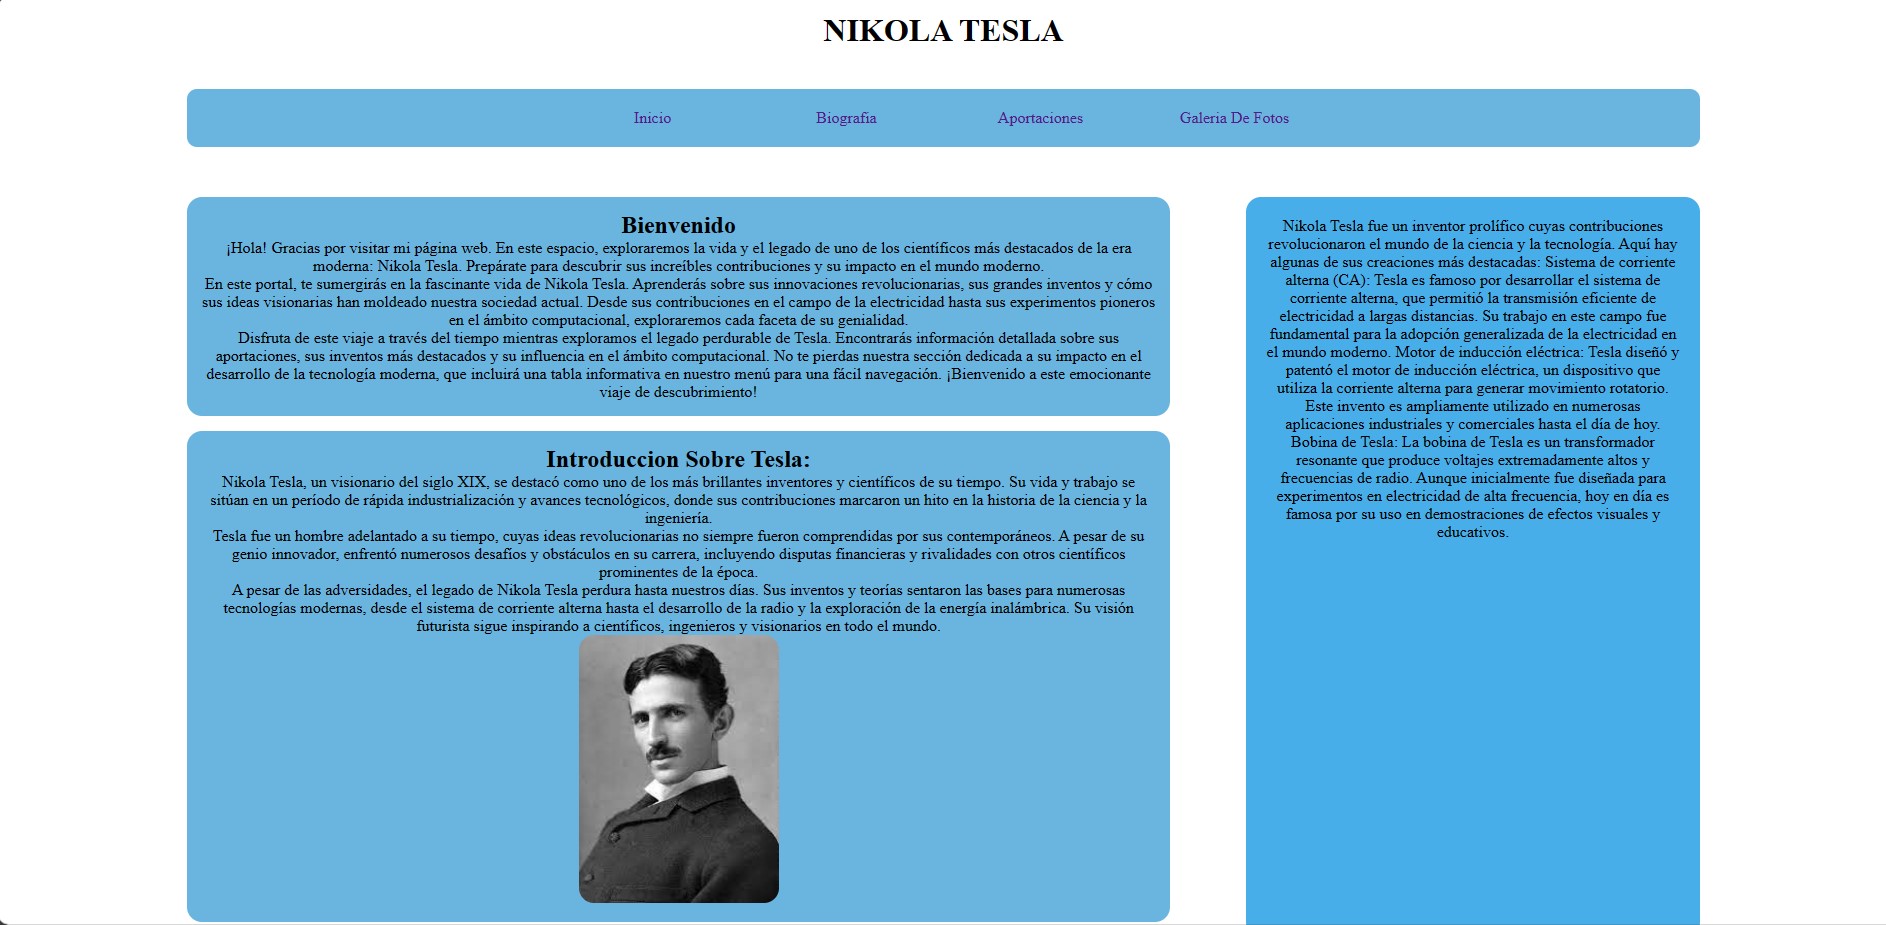 NIKOLA TESLA
Inicio
Biografia
Aportaciones
Galeria De Fotos
Bienvenido
¡Hola! Gracias por visitar mi página web. En este espacio, exploraremos la vida y el legado de uno de los científicos más destacados de la era
moderna: Nikola Tesla. Prepárate para descubrir sus increíbles contribuciones y su impacto en el mundo moderno.
En este portal, te sumergirás en la fascinante vida de Nikola Tesla. Aprenderás sobre sus innovaciones revolucionarias, sus grandes inventos y cómo
sus ideas visionarias han moldeado nuestra sociedad actual. Desde sus contribuciones en el campo de la electricidad hasta sus experimentos pioneros
en el ámbito computacional, exploraremos cada faceta de su genialidad.
Disfruta de este viaje a través del tiempo mientras exploramos el legado perdurable de Tesla. Encontrarás información detallada sobre sus
aportaciones, sus inventos más destacados y su influencia en el ámbito computacional. No te pierdas nuestra sección dedicada a su impacto en el
desarrollo de la tecnología moderna, que incluirá una tabla informativa en nuestro menú para una fácil navegación. ¡Bienvenido a este emocionante
viaje de descubrimiento!
Introduccion Sobre Tesla:
Nikola Tesla, un visionario del siglo XIX, se destacó como uno de los más brillantes inventores y científicos de su tiempo. Su vida y trabajo se
sitúan en un período de rápida industrialización y avances tecnológicos, donde sus contribuciones marcaron un hito en la historia de la ciencia y la
ingeniería.
Tesla fue un hombre adelantado a su tiempo, cuyas ideas revolucionarias no siempre fueron comprendidas por sus contemporáneos. A pesar de su
genio innovador, enfrentó numerosos desafíos y obstáculos en su carrera, incluyendo disputas financieras y rivalidades con otros científicos
prominentes de la época.
A pesar de las adversidades, el legado de Nikola Tesla perdura hasta nuestros días. Sus inventos y teorías sentaron las bases para numerosas
tecnologías modernas, desde el sistema de corriente alterna hasta el desarrollo de la radio y la exploración de la energía inalámbrica. Su visión
futurista sigue inspirando a científicos, ingenieros y visionarios en todo el mundo.
Nikola Tesla fue un inventor prolífico cuyas contribuciones
revolucionaron el mundo de la ciencia y la tecnología. Aquí hay
algunas de sus creaciones más destacadas: Sistema de corriente
alterna (CA): Tesla es famoso por desarrollar el sistema de
corriente alterna, que permitió la transmisión eficiente de
electricidad a largas distancias. Su trabajo en este campo fue
fundamental para la adopción generalizada de la electricidad en
el mundo moderno. Motor de inducción eléctrica: Tesla diseñó y
patentó el motor de inducción eléctrica, un dispositivo que
utiliza la corriente alterna para generar movimiento rotatorio.
Este invento es ampliamente utilizado en numerosas
aplicaciones industriales y comerciales hasta el día de hoy.
Bobina de Tesla: La bobina de Tesla es un transformador
resonante que produce voltajes extremadamente altos y
frecuencias de radio. Aunque inicialmente fue diseñada para
experimentos en electricidad de alta frecuencia, hoy en día es
famosa por su uso en demostraciones de efectos visuales y
educativos.